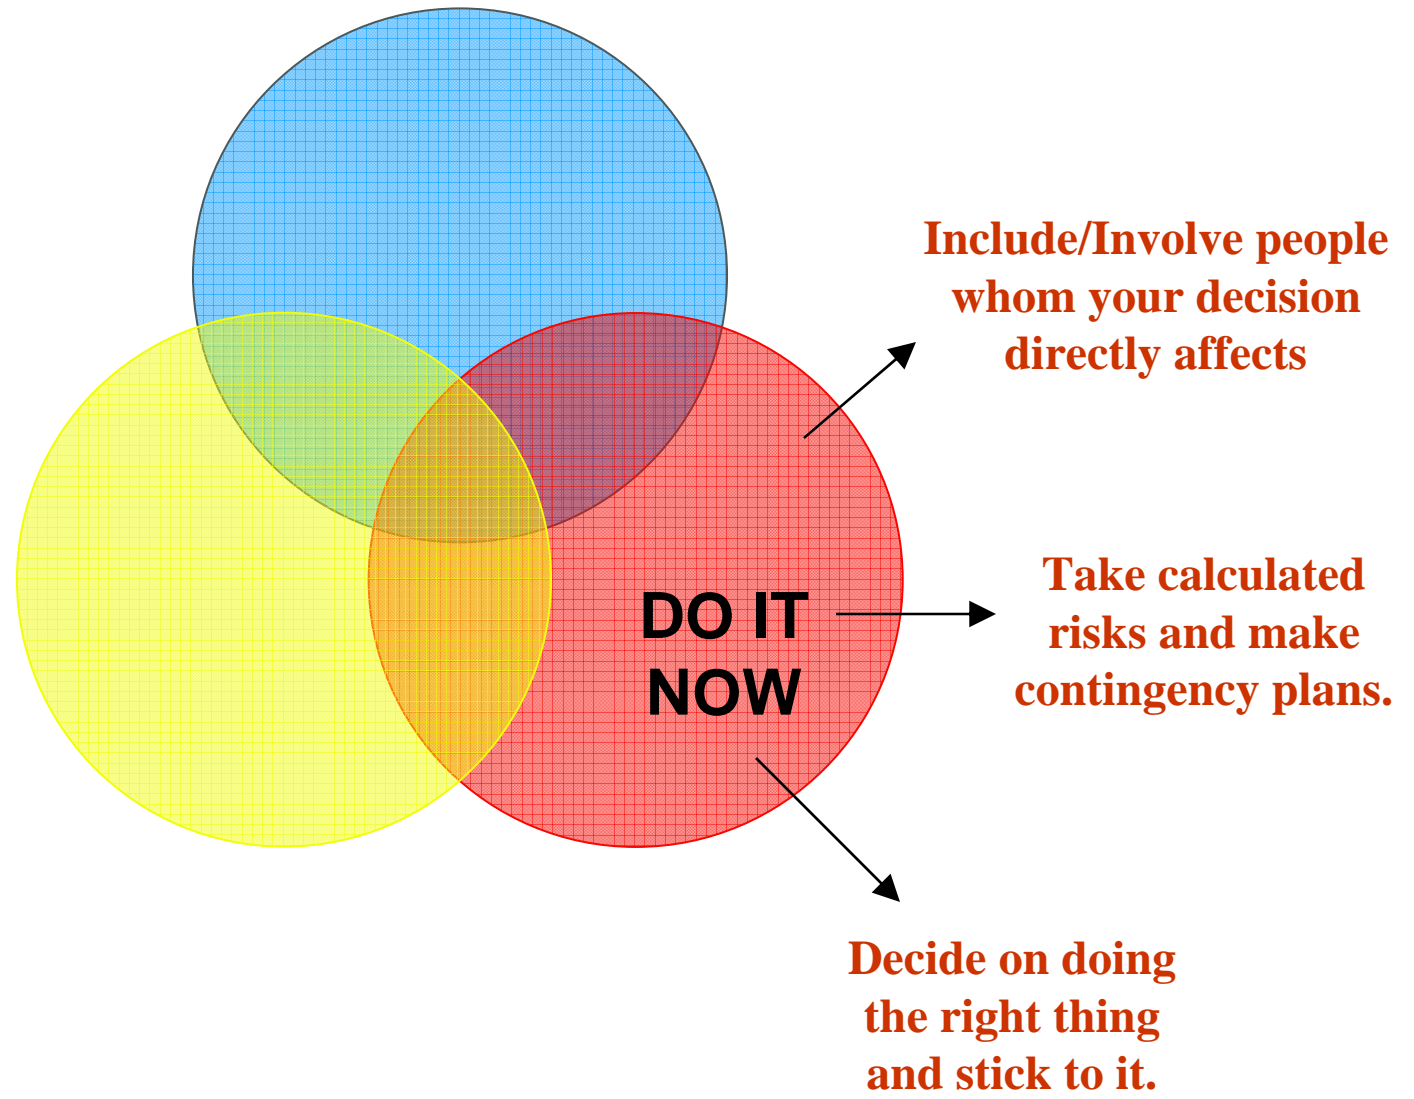 Include/Involve people
whom your decision
directly affects
DO IT
NOW
Take calculated
risks and make
contingency plans.
Decide on doing
the right thing
and stick to it.